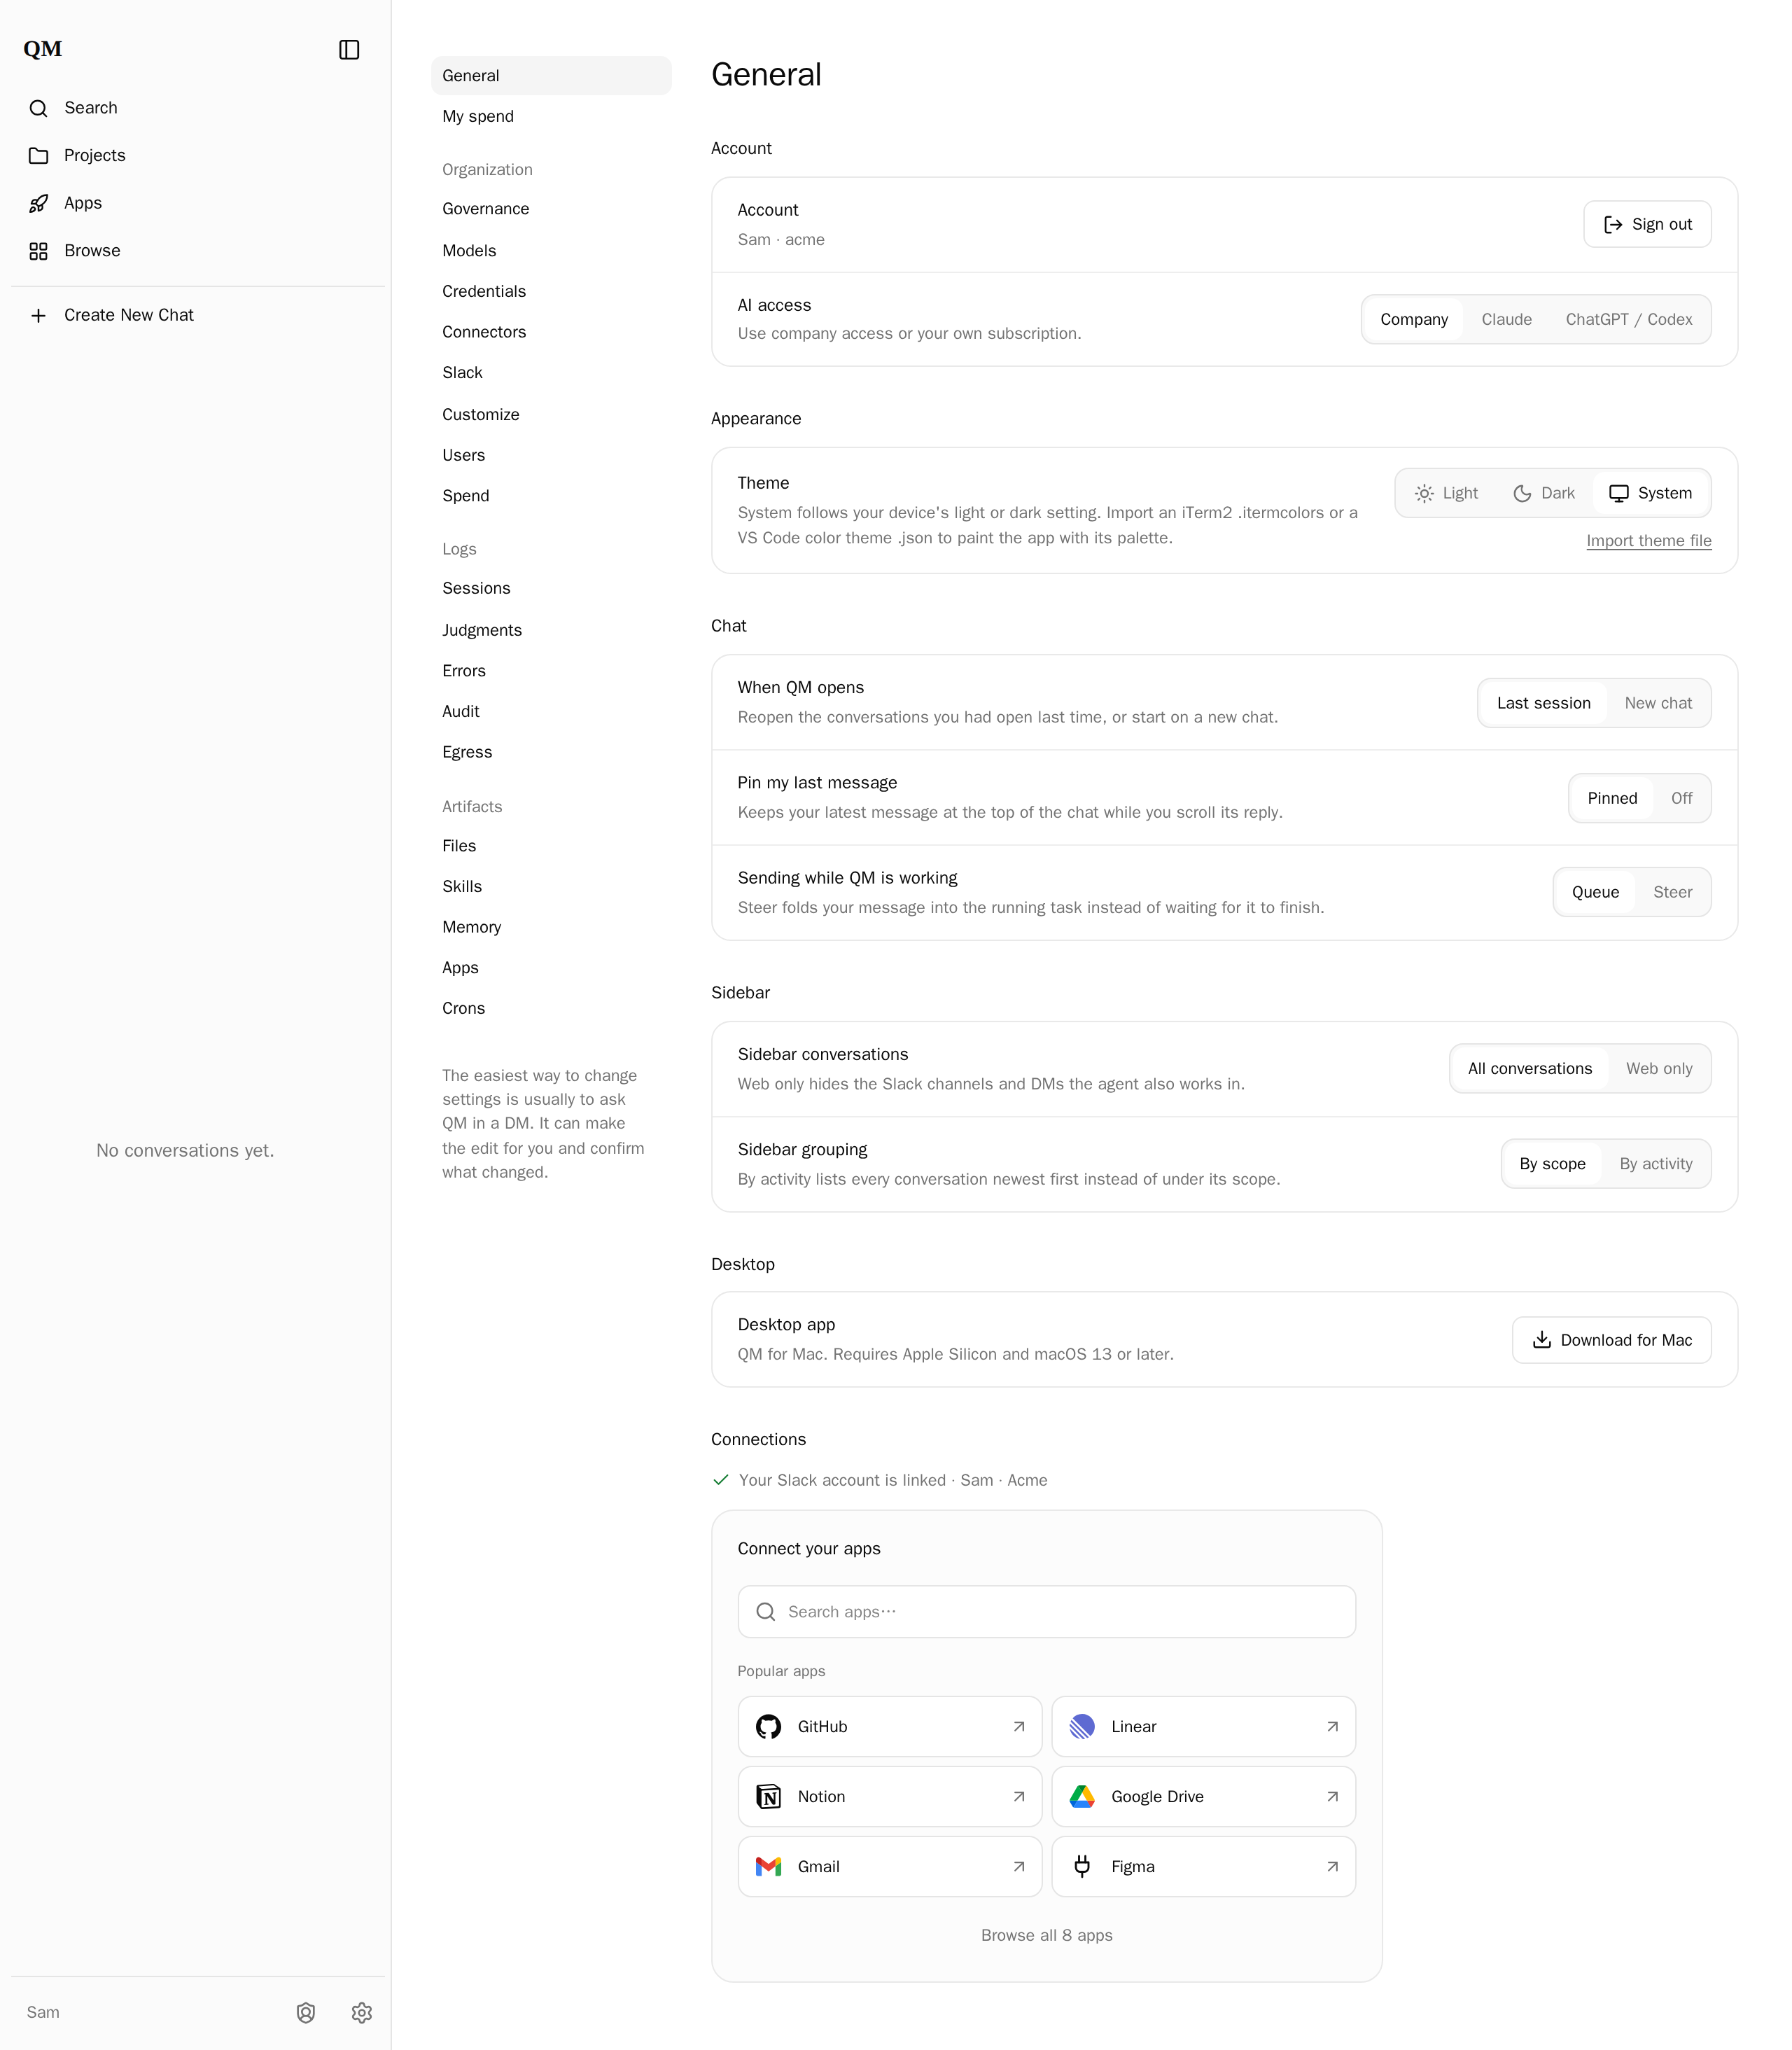 QM
Search
Projects
Apps
Browse
Create New Chat
No conversations yet.
Sam
General
My spend
Organization
Governance
Models
Credentials
Connectors
Slack
Customize
Users
Spend
Logs
Sessions
Judgments
Errors
Audit
Egress
Artifacts
Files
Skills
Memory
Apps
Crons
The easiest way to change
settings is usually to ask
QM in a DM. It can make
the edit for you and confirm
what changed.
General
Account
Account
Sam · acme
Sign out
AI access
Use company access or your own subscription.
Company Claude ChatGPT / Codex
Appearance
Theme
System follows your device's light or dark setting. Import an iTerm2 .itermcolors or a
VS Code color theme .json to paint the app with its palette.
Light Dark System
Import theme file
Chat
When QM opens
Reopen the conversations you had open last time, or start on a new chat.
Last session New chat
Pin my last message
Keeps your latest message at the top of the chat while you scroll its reply.
Pinned Off
Sending while QM is working
Steer folds your message into the running task instead of waiting for it to finish.
Queue Steer
Sidebar
Sidebar conversations
Web only hides the Slack channels and DMs the agent also works in.
All conversations Web only
Sidebar grouping
By activity lists every conversation newest first instead of under its scope.
By scope By activity
Desktop
Desktop app
QM for Mac. Requires Apple Silicon and macOS 13 or later.
Download for Mac
Connections
Your Slack account is linked · Sam · Acme
Connect your apps
Search apps…
Popular apps
GitHub
Linear
Notion
Google Drive
Gmail
Figma
Browse all 8 apps